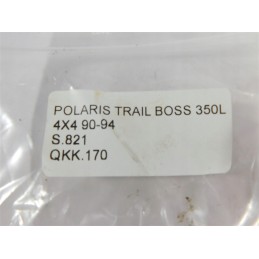 POLARIS TRAIL BOSS 350L
4X4 90-94
S.821
QKK.170